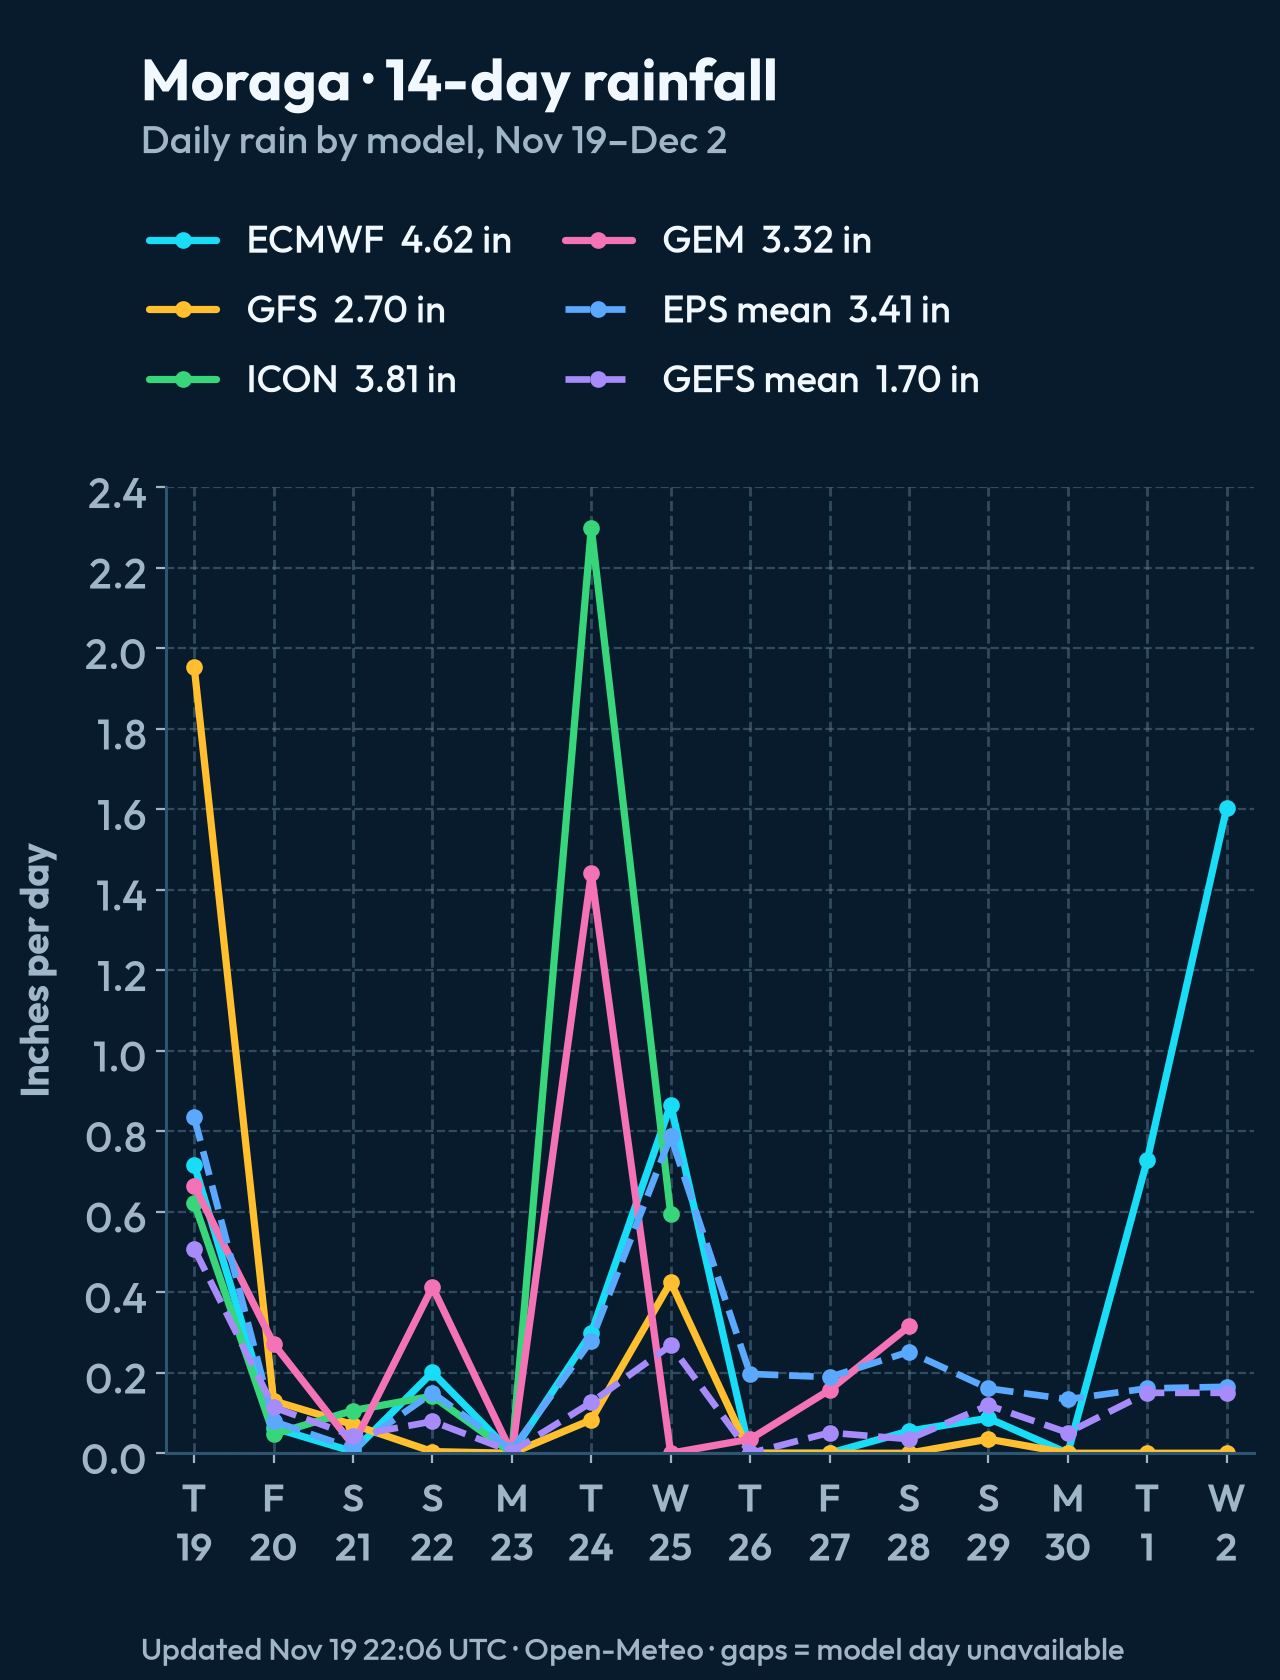 Moraga · 14-day rainfall
Daily rain by model, Nov 19–Dec 2
ECMWF 4.62 in
GEM 3.32 in
GFS 2.70 in
EPS mean 3.41 in
ICON 3.81 in
GEFS mean 1.70 in
Inches per day
2.4
2.2
2.0
1.8
1.6
1.4
1.2
1.0
0.8
0.6
0.4
0.2
0.0
T F S S M T W T F S S M T W
19 20 21 22 23 24 25 26 27 28 29 30 1 2
Updated Nov 19 22:06 UTC · Open-Meteo · gaps = model day unavailable